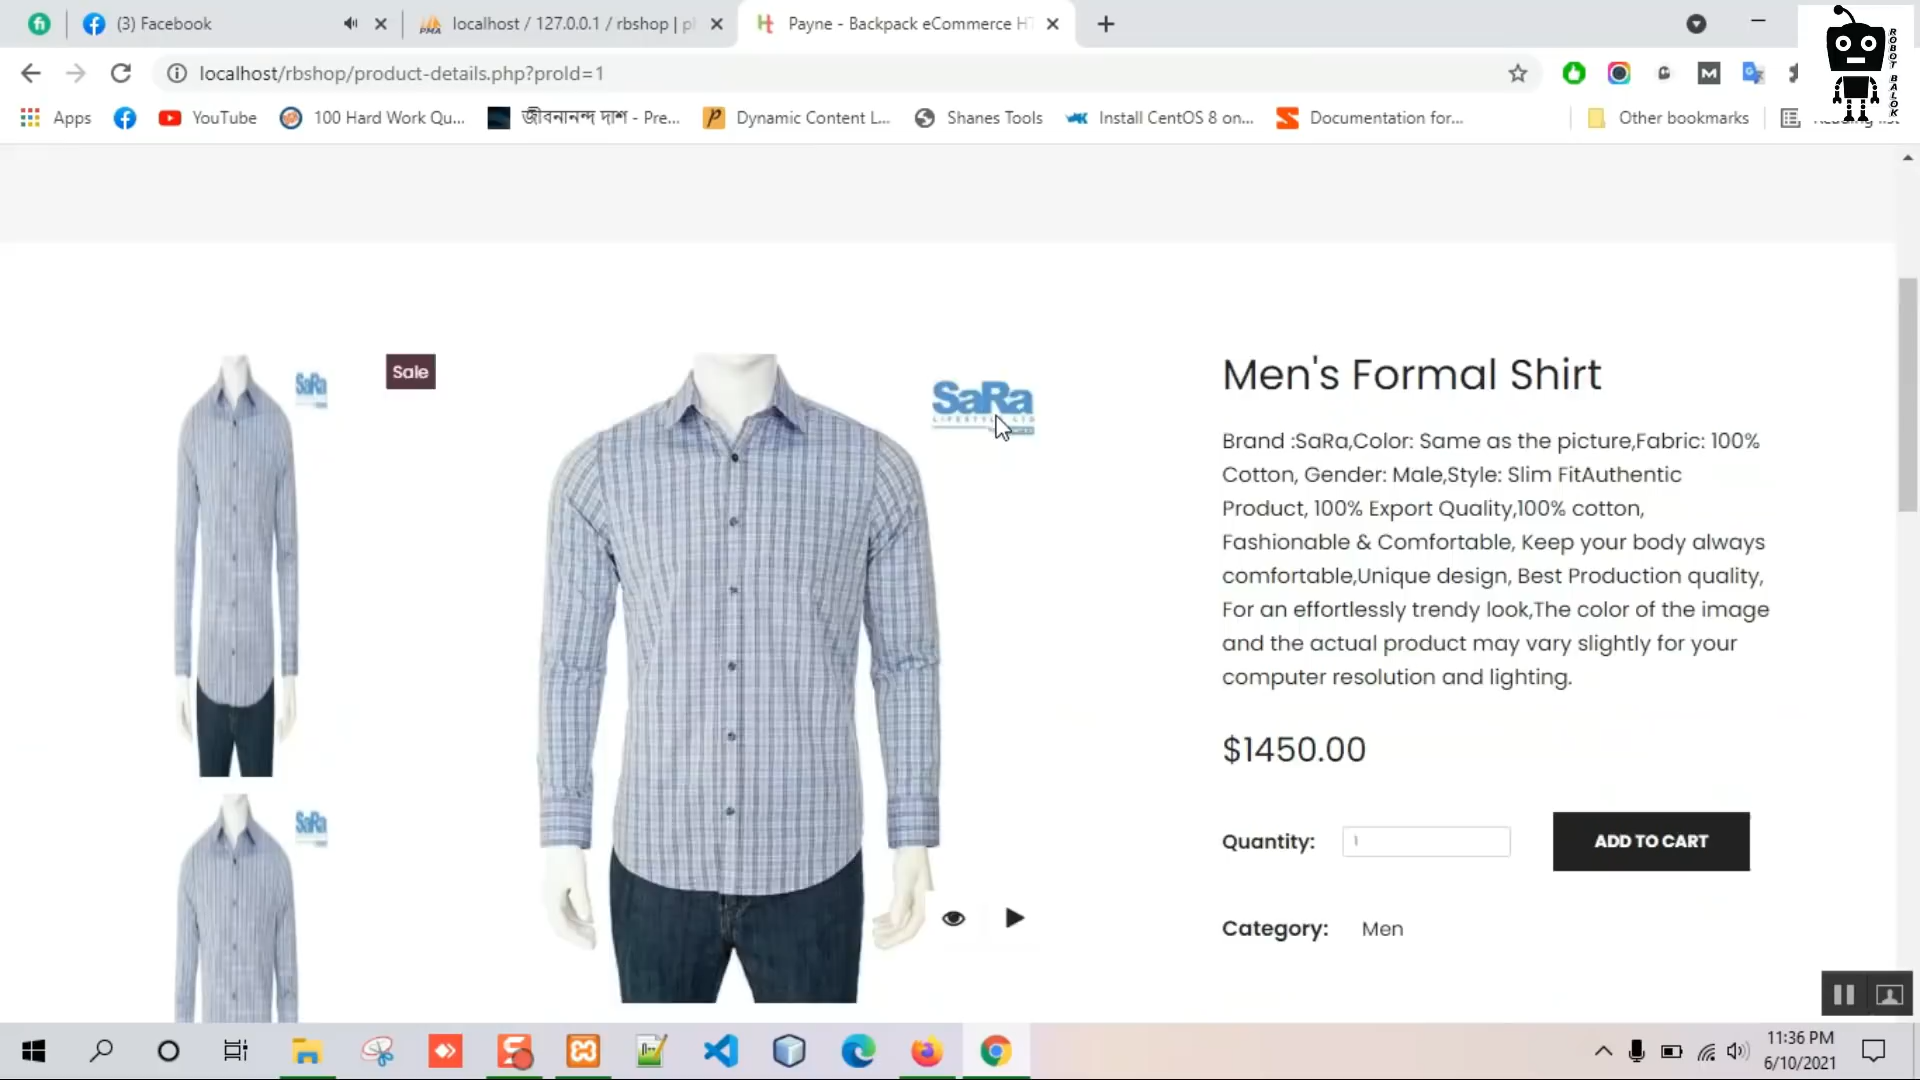 (3) Facebook
localhost / 127.0.0.1 / rbshop | pl
Payne - Backpack eCommerce HT
localhost/rbshop/product-details.php?proId=1
Apps
YouTube
100 Hard Work Qu...
জীবনানন্দ দাশ - Pre...
Dynamic Content L...
Shanes Tools
Install CentOS 8 on...
Documentation for...
Other bookmarks
ROBOT BALOK
Sale
SaRa
SaRa
LIFESTYLE LTD
SaRa
Men's Formal Shirt
Brand :SaRa,Color: Same as the picture,Fabric: 100%
Cotton, Gender: Male,Style: Slim FitAuthentic
Product, 100% Export Quality,100% cotton,
Fashionable & Comfortable, Keep your body always
comfortable,Unique design, Best Production quality,
For an effortlessly trendy look,The color of the image
and the actual product may vary slightly for your
computer resolution and lighting.
$1450.00
Quantity:
1
ADD TO CART
Category:
Men
11:36 PM
6/10/2021